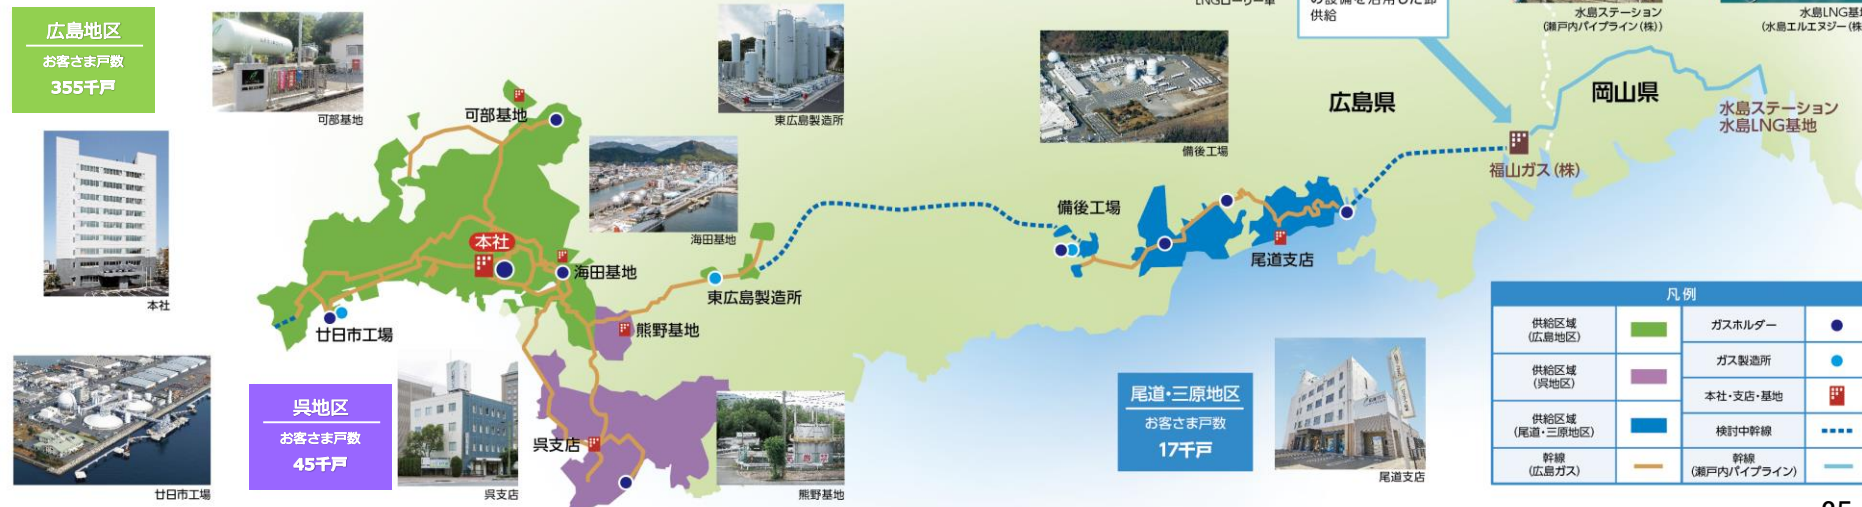 広島地区
お客さま戸数
355千戸
可部基地
本社
廿日市工場
可部基地
本社
海田基地
廿日市工場
東広島製造所
海田基地
東広島製造所
熊野基地
呉地区
お客さま戸数
45千戸
呉支店
呉支店
熊野基地
供給
備後工場
備後工場
尾道支店
尾道・三原地区
お客さま戸数
17千戸
尾道支店
広島県
岡山県
福山ガス(株)
水島ステーション
(瀬戸内パイプライン(株))
水島LNG基
(水島エルエヌジー(株
水島ステーション
水島LNG基地
凡例
供給区域
(広島地区)
供給区域
(呉地区)
供給区域
(尾道・三原地区)
幹線
(広島ガス)
ガスホルダー
ガス製造所
本社・支店・基地
検討中幹線
幹線
(瀬戸内パイプライン)